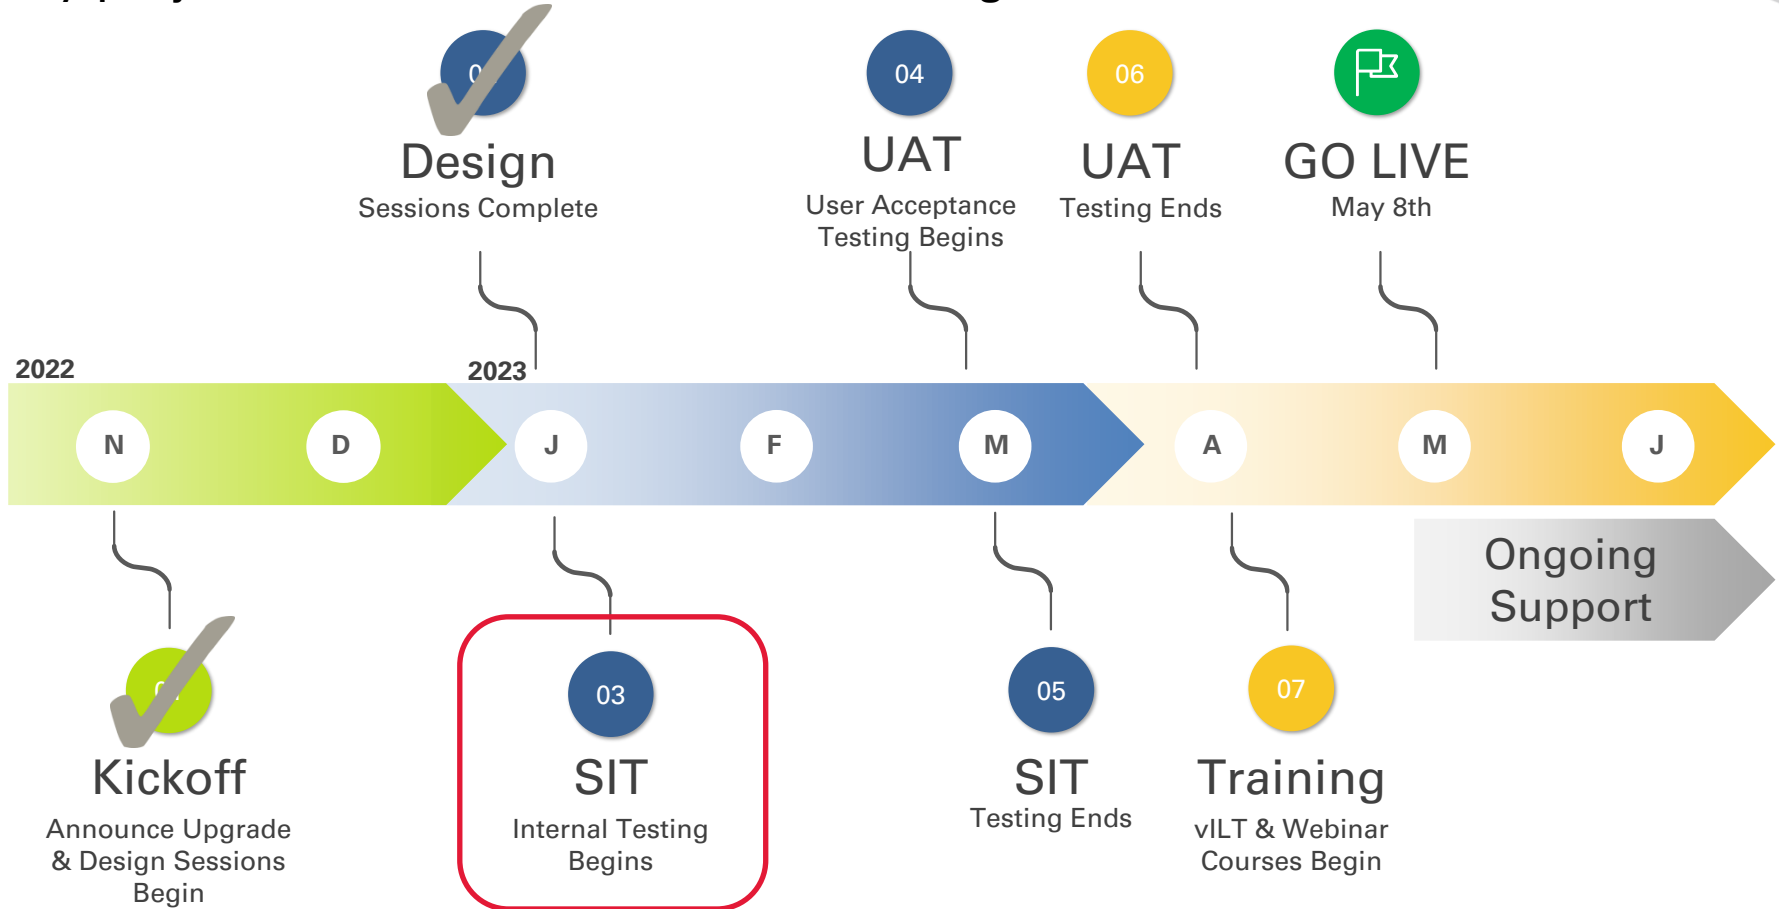 04
06
Design
Sessions Complete
UAT
User Acceptance
Testing Begins
UAT
Testing Ends
GO LIVE
May 8th
2022
2023
N
D
J
F
M
A
M
J
Ongoing
Support
03
05
07
Kickoff
Announce Upgrade
& Design Sessions
Begin
SIT
Internal Testing
Begins
SIT
Testing Ends
Training
vILT & Webinar
Courses Begin